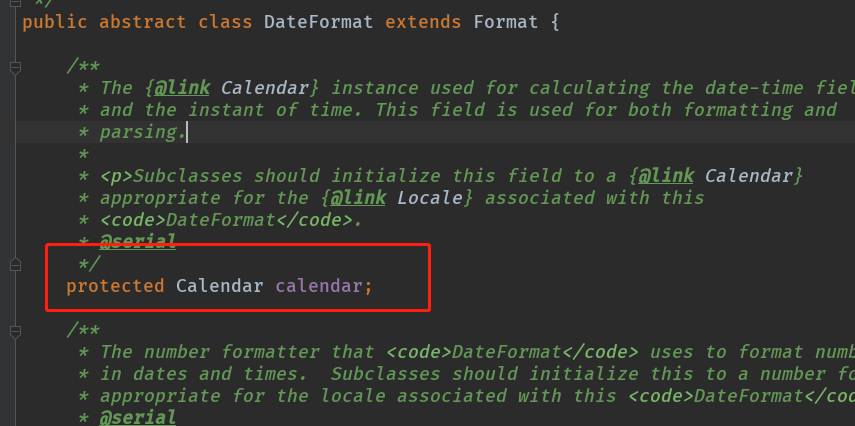 */
public abstract class DateFormat extends Format {
/**
* The {@link Calendar} instance used for calculating the date-time fiel
* and the instant of time. This field is used for both formatting and
* parsing.
*
* <p>Subclasses should initialize this field to a {@link Calendar}
* appropriate for the {@link Locale} associated with this
* <code>DateFormat</code>.
* @serial
*/
protected Calendar calendar;
/**
* The number formatter that <code>DateFormat</code> uses to format numb
* in dates and times.  Subclasses should initialize this to a number fo
* appropriate for the locale associated with this <code>DateFormat</cod
* @serial